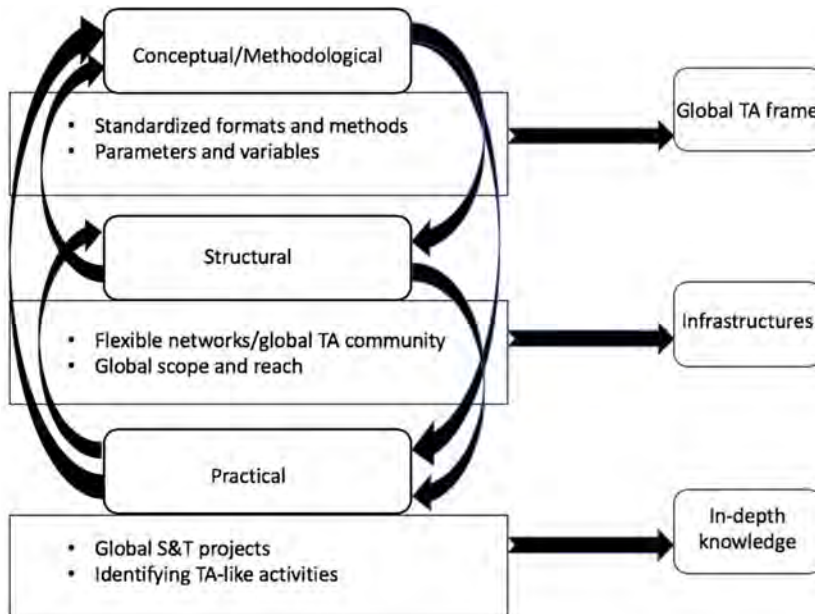 Conceptual/Methodological
• Standardized formats and methods
• Parameters and variables
Global TA frame
Structural
• Flexible networks/global TA community
• Global scope and reach
Infrastructures
Practical
• Global S&T projects
• Identifying TA-like activities
In-depth
knowledge